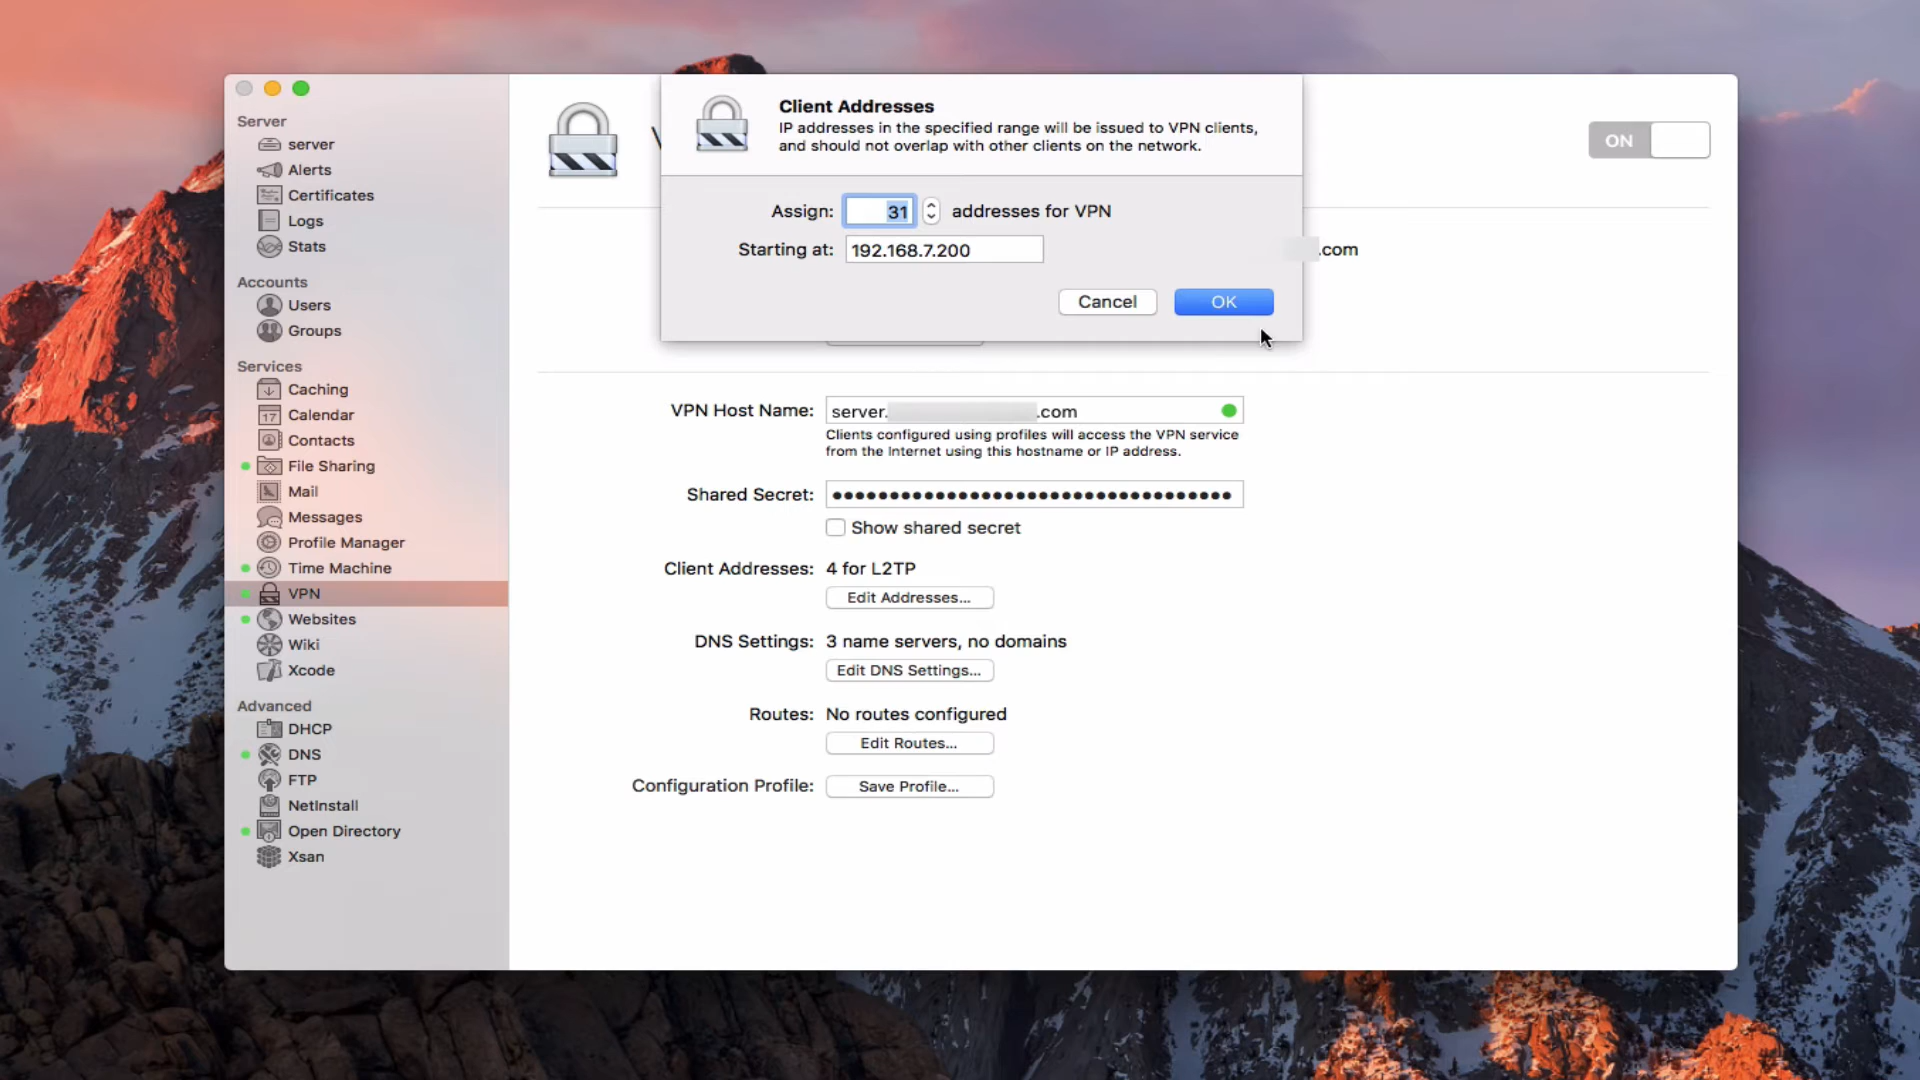 Server
server
Alerts
Certificates
Logs
Stats
Accounts
Users
Groups
Services
Caching
17
Calendar
Contacts
File Sharing
Mail
Messages
Profile Manager
Time Machine
VPN
Websites
Wiki
Xcode
Advanced
DHCP
DNS
FTP
NetInstall
Open Directory
Xsan
Client Addresses
IP addresses in the specified range will be issued to VPN clients,
and should not overlap with other clients on the network.
Assign: 31 addresses for VPN
Starting at: 192.168.7.200
Cancel OK
ON
.com
VPN Host Name: server. .com
Clients configured using profiles will access the VPN service
from the Internet using this hostname or IP address.
Shared Secret: ●●●●●●●●●●●●●●●●●●●●●●●●●●●●●●●●●●●
Show shared secret
Client Addresses: 4 for L2TP
Edit Addresses...
DNS Settings: 3 name servers, no domains
Edit DNS Settings...
Routes: No routes configured
Edit Routes...
Configuration Profile: Save Profile...